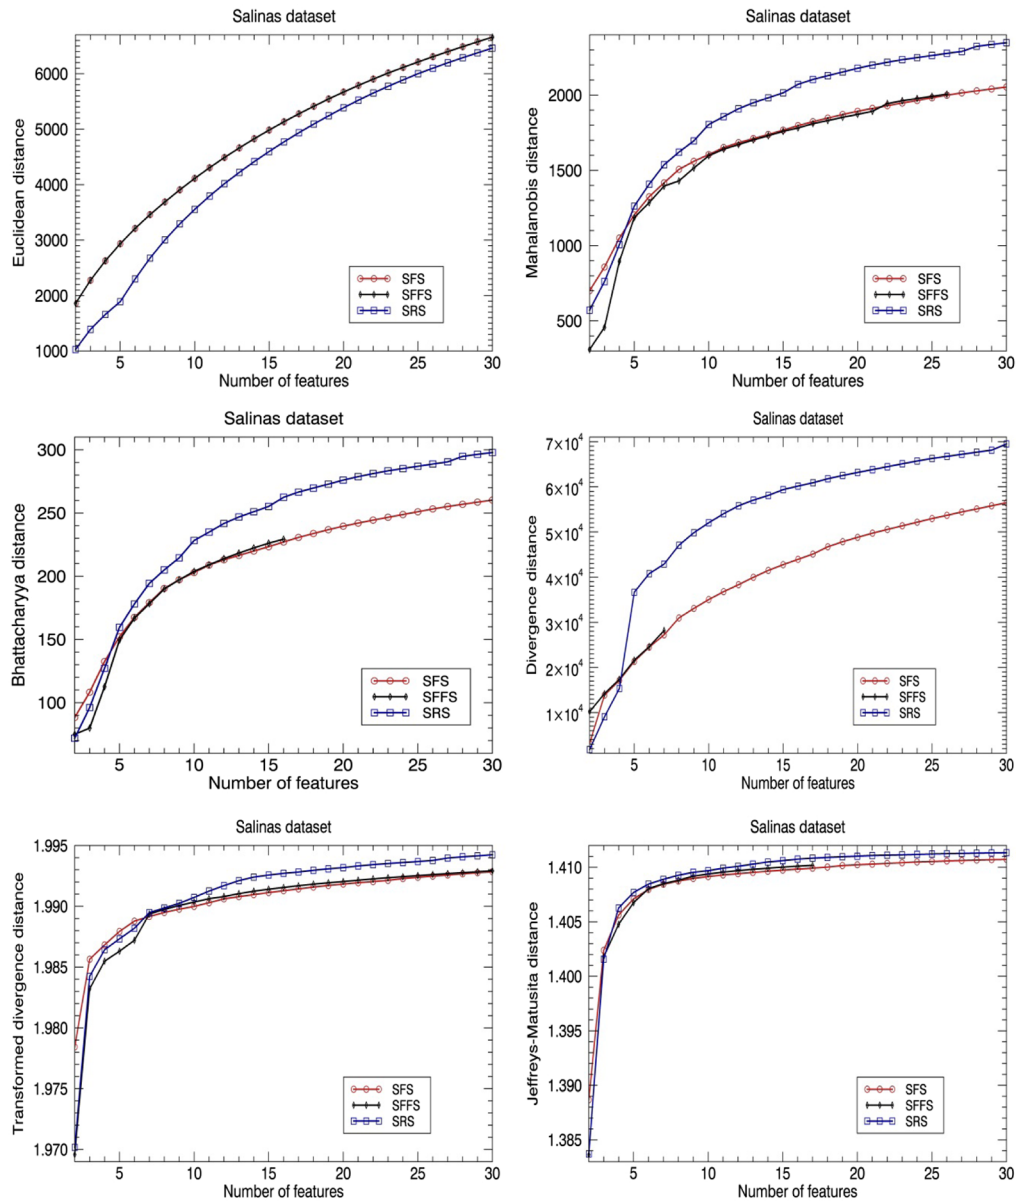 Salinas dataset
Euclidean distance
6000
5000
4000
3000
2000
1000
5 10 15 20 25 30
Number of features
SFS
SFFS
SRS
Salinas dataset
Mahalanobis distance
2000
1500
1000
500
5 10 15 20 25 30
Number of features
SFS
SFFS
SRS
Salinas dataset
Bhattacharyya distance
300
250
200
150
100
5 10 15 20 25 30
Number of features
SFS
SFFS
SRS
Salinas dataset
Divergence distance
7×10⁴
6×10⁴
5×10⁴
4×10⁴
3×10⁴
2×10⁴
1×10⁴
5 10 15 20 25 30
Number of features
SFS
SFFS
SRS
Salinas dataset
Transformed divergence distance
1.995
1.990
1.985
1.980
1.975
1.970
5 10 15 20 25 30
Number of features
SFS
SFFS
SRS
Salinas dataset
Jeffreys-Matusita distance
1.410
1.405
1.400
1.395
1.390
1.385
5 10 15 20 25 30
Number of features
SFS
SFFS
SRS